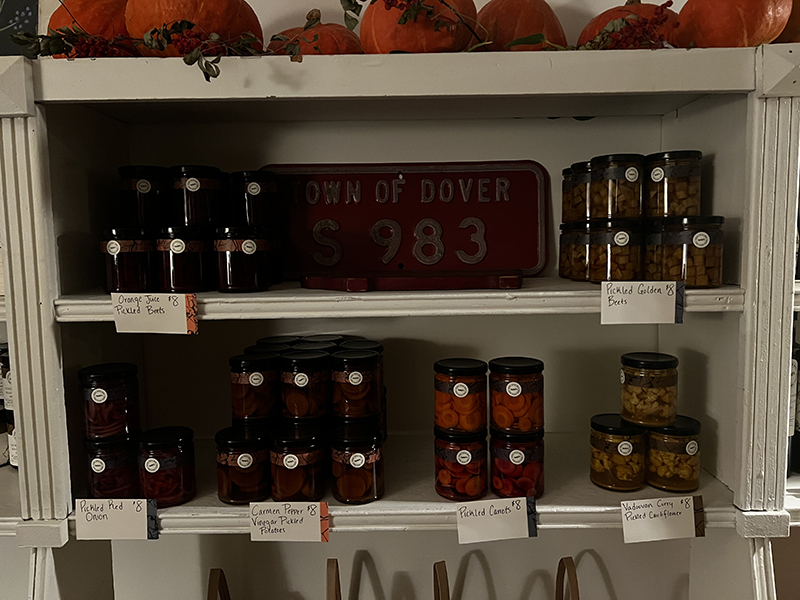 TOWN OF DOVER
S 983
Orange Juice $8
Pickled Beets
Pickled Golden $8
Beets
Pickled Red $8
Onion
Carmen Pepper $8
Vinegar Pickled
Potatoes
Pickled Carrots $8
Vadouvan Curry $8
Pickled Cauliflower